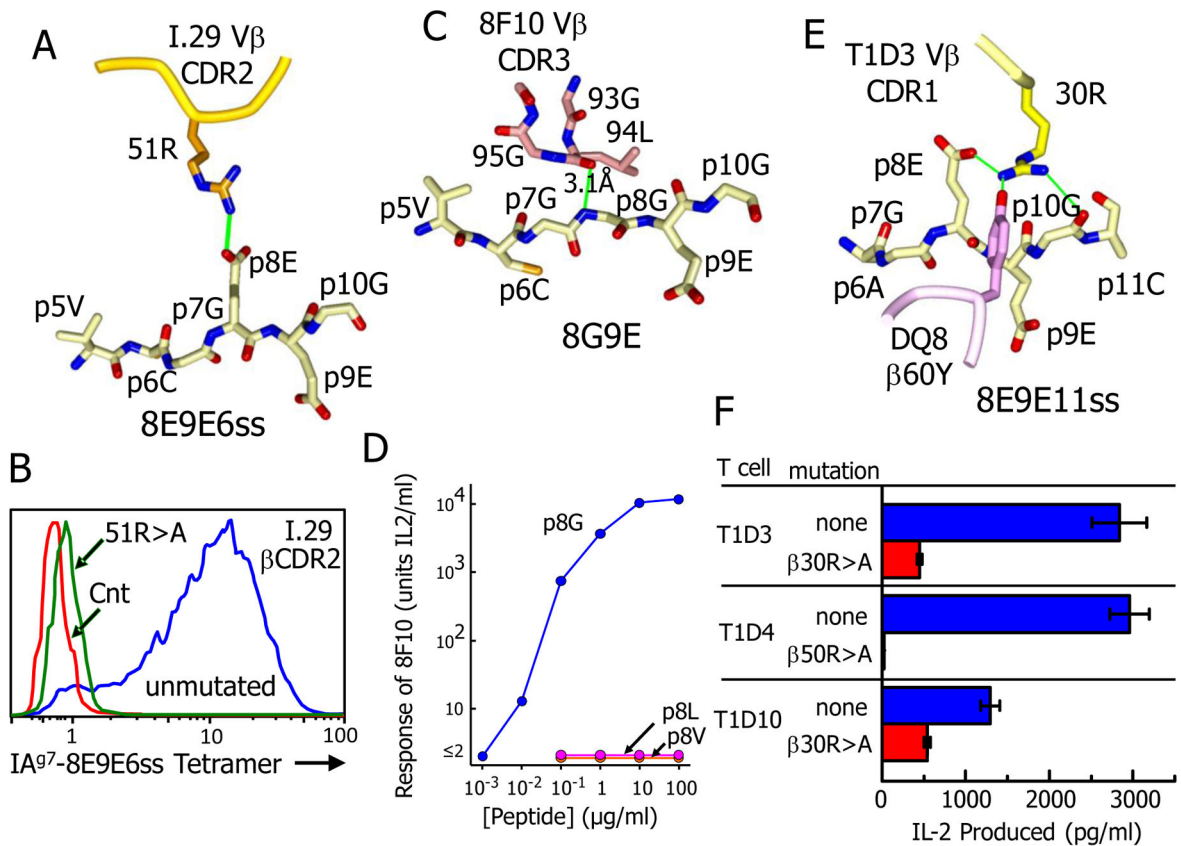 A
I.29 Vβ
CDR2
51R
p8E
p5V
p7G
p10G
p6C
p9E
8E9E6ss
B
51R>A
Cnt
I.29
βCDR2
unmutated
1
10
100
IAg7-8E9E6ss Tetramer
C
8F10 Vβ
CDR3
93G
94L
95G
3.1Å
p10G
p5V
p7G
p8G
p6C
p9E
8G9E
D
Response of 8F10 (units IL2/ml)
10⁴
10³
10²
10
≤2
p8G
p8L
p8V
10⁻³
10⁻²
10⁻¹
1
10
100
[Peptide] (μg/ml)
E
T1D3 Vβ
CDR1
30R
p8E
p7G
p10G
p6A
p11C
DQ8
β60Y
p9E
8E9E11ss
F
T cell mutation
T1D3
none
β30R>A
T1D4
none
β50R>A
T1D10
none
β30R>A
0 1000 2000 3000
IL-2 Produced (pg/ml)